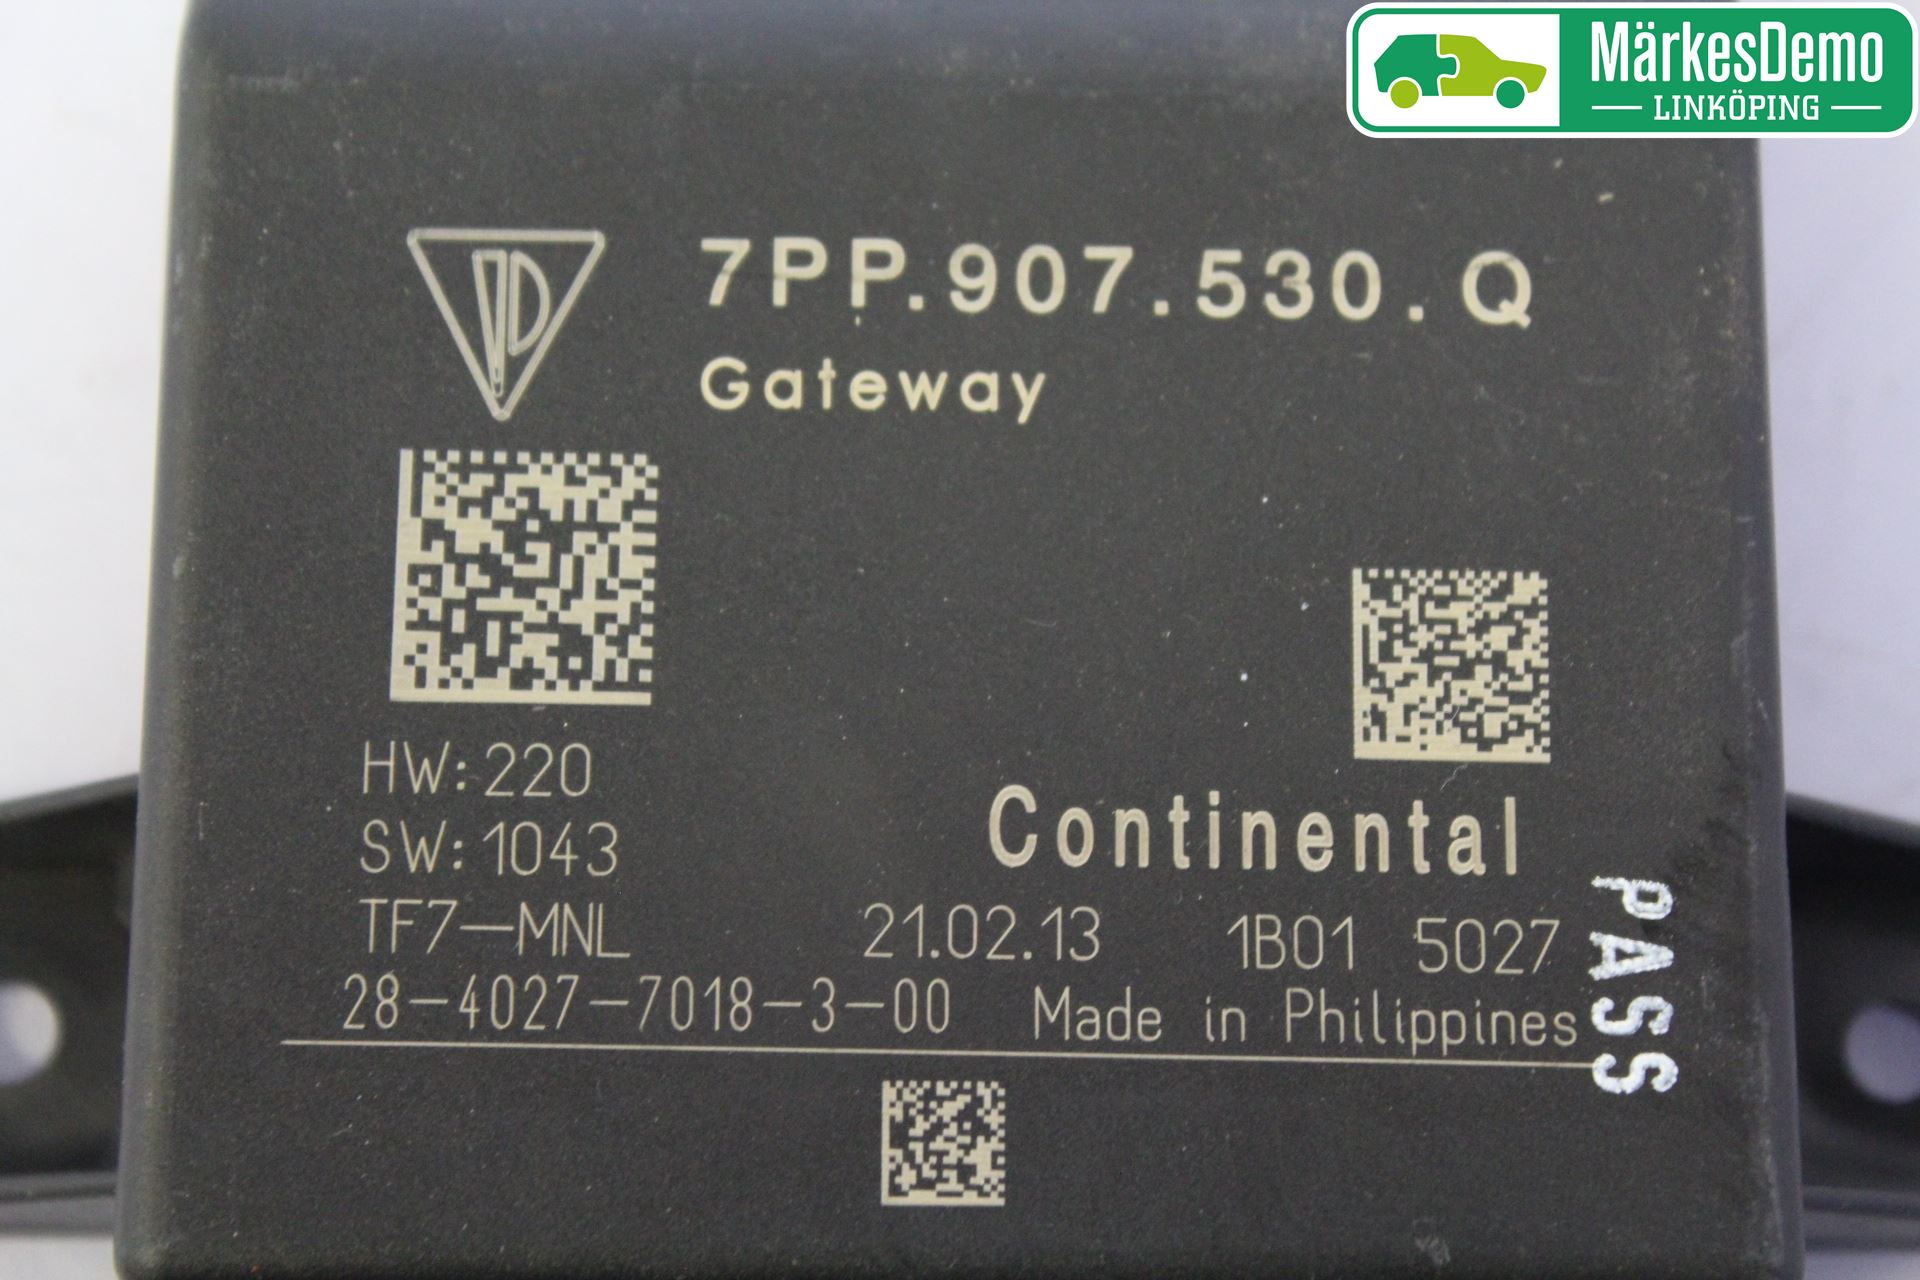 MärkesDemo
LINKÖPING
7PP.907.530.Q
Gateway
HW:220
SW:1043
Continental
TF7-MNL 21.02.13 1B01 5027
28-4027-7018-3-00 Made in Philippines
PASS